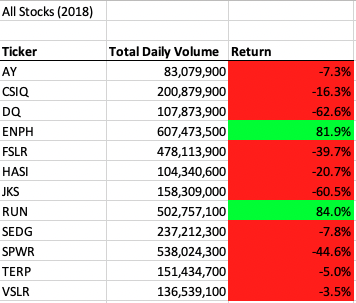 All Stocks (2018)
Ticker Total Daily Volume Return
AY 83,079,900 -7.3%
CSIQ 200,879,900 -16.3%
DQ 107,873,900 -62.6%
ENPH 607,473,500 81.9%
FSLR 478,113,900 -39.7%
HASI 104,340,600 -20.7%
JKS 158,309,000 -60.5%
RUN 502,757,100 84.0%
SEDG 237,212,300 -7.8%
SPWR 538,024,300 -44.6%
TERP 151,434,700 -5.0%
VSLR 136,539,100 -3.5%